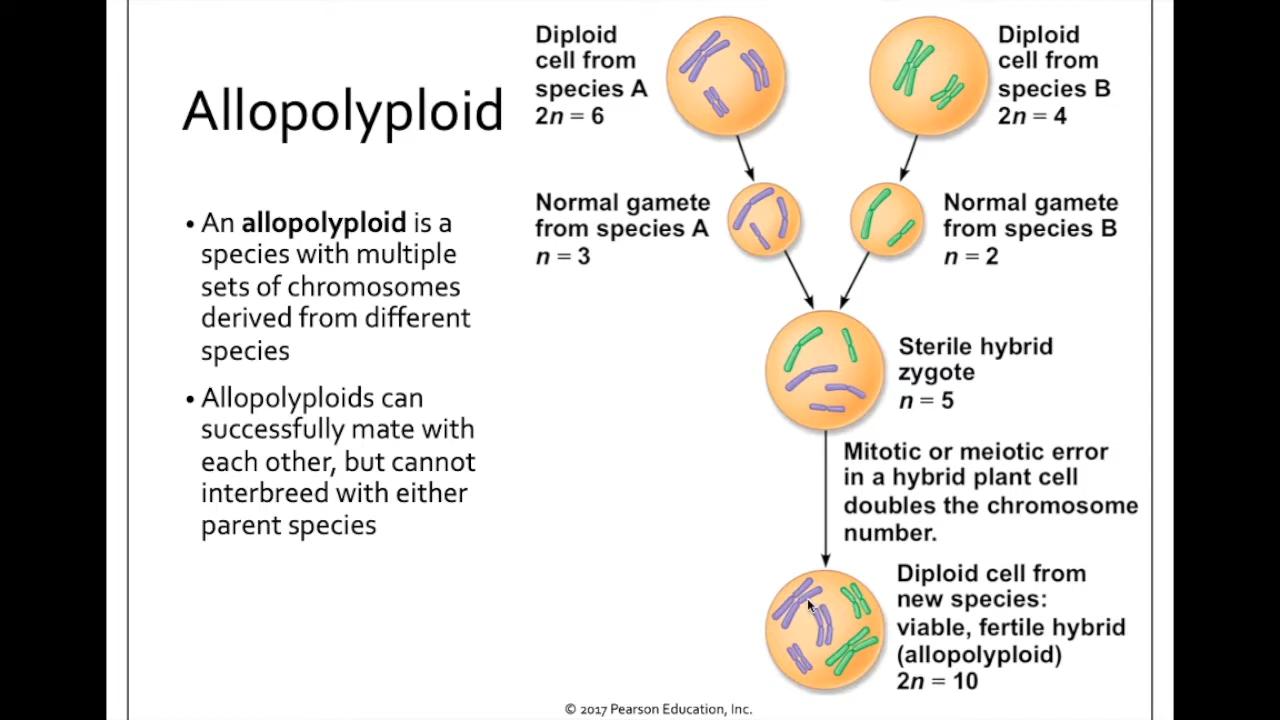 Allopolyploid
• An allopolyploid is a
species with multiple
sets of chromosomes
derived from different
species
• Allopolyploids can
successfully mate with
each other, but cannot
interbreed with either
parent species
Diploid
cell from
species A
2n = 6
Diploid
cell from
species B
2n = 4
Normal gamete
from species A
n = 3
Normal gamete
from species B
n = 2
Sterile hybrid
zygote
n = 5
Mitotic or meiotic error
in a hybrid plant cell
doubles the chromosome
number.
Diploid cell from
new species:
viable, fertile hybrid
(allopolyploid)
2n = 10
© 2017 Pearson Education, Inc.